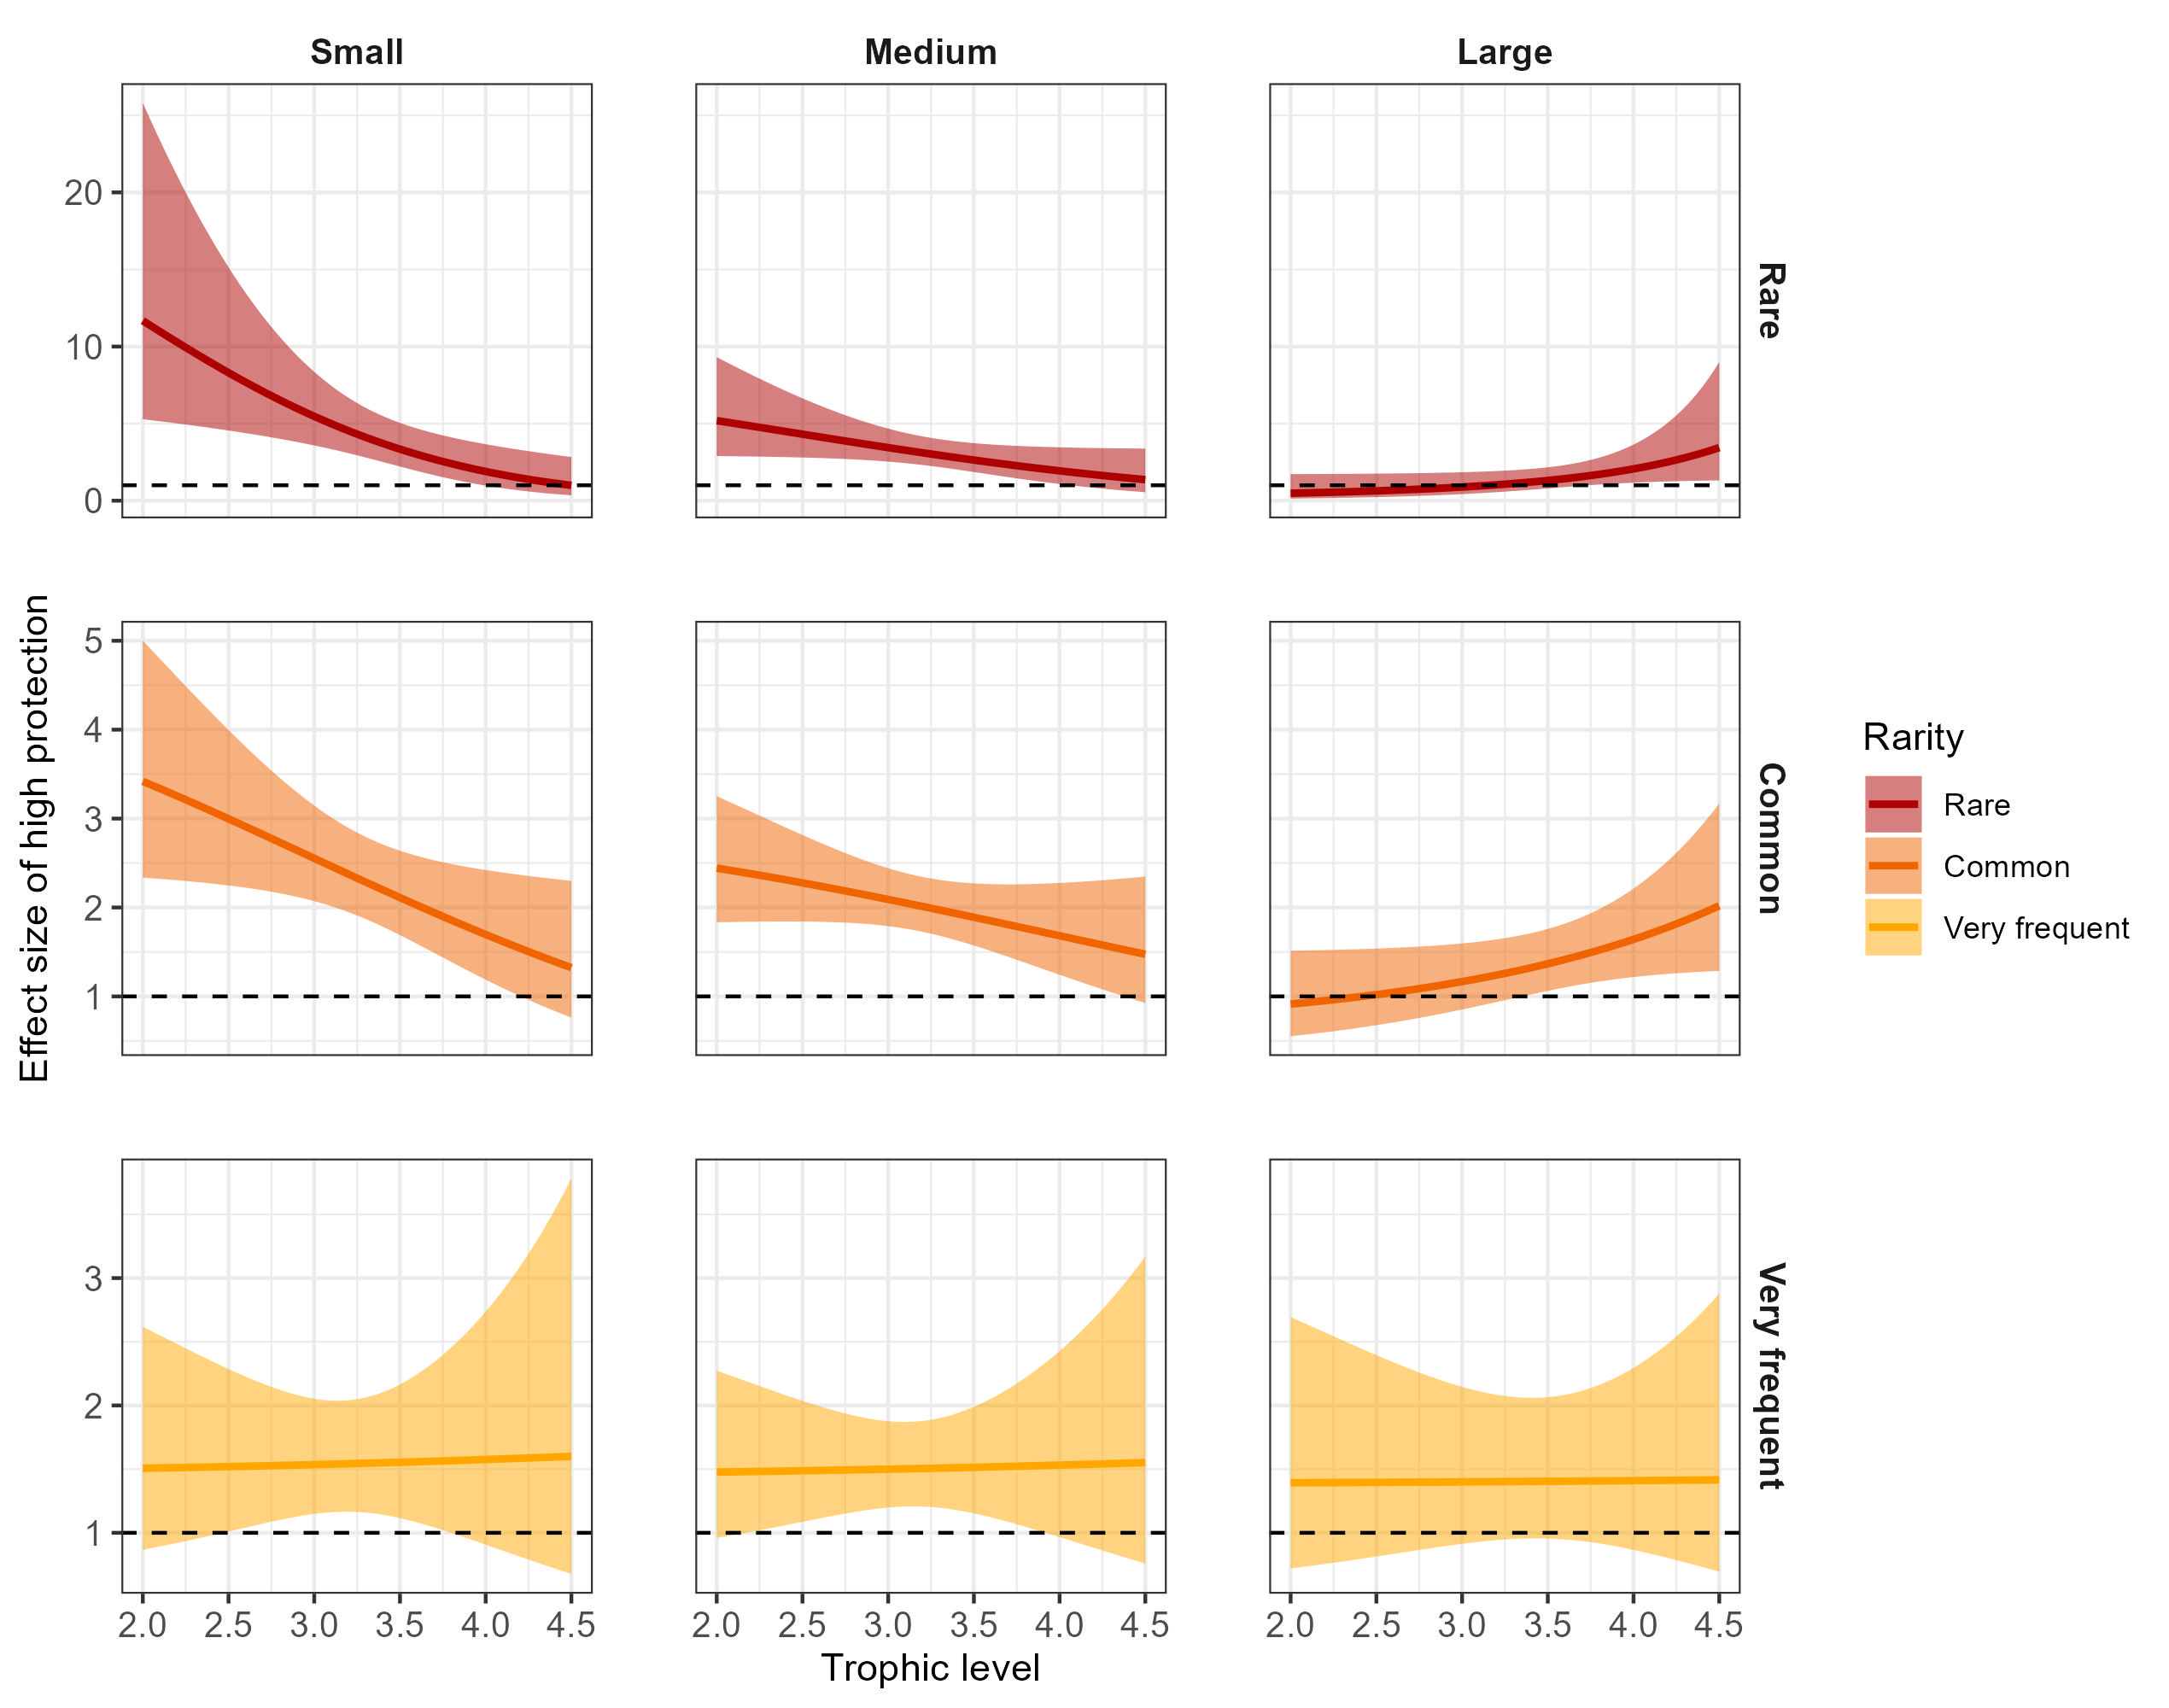 Small Medium Large
20
10
0
Rare
Effect size of high protection
5
4
3
2
1
Common
Rarity
Rare
Common
Very frequent
3
2
1
Very frequent
2.0 2.5 3.0 3.5 4.0 4.5 2.0 2.5 3.0 3.5 4.0 4.5 2.0 2.5 3.0 3.5 4.0 4.5
Trophic level